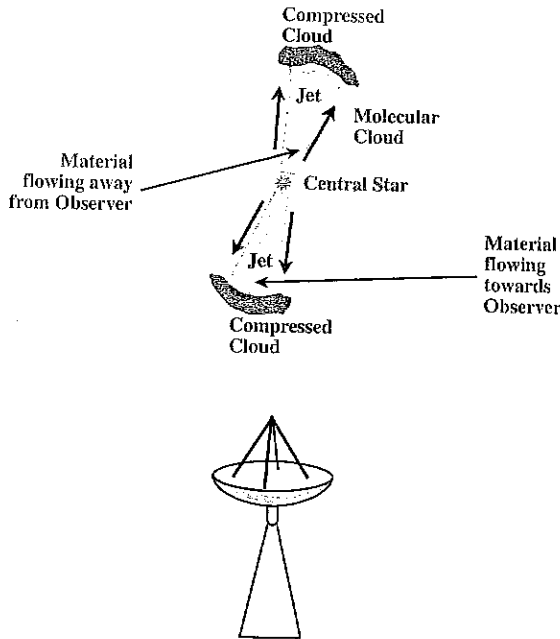 Compressed
Cloud
Jet
Molecular
Cloud
Material
flowing away
from Observer
Central Star
Jet
Material
flowing
towards
Observer
Compressed
Cloud